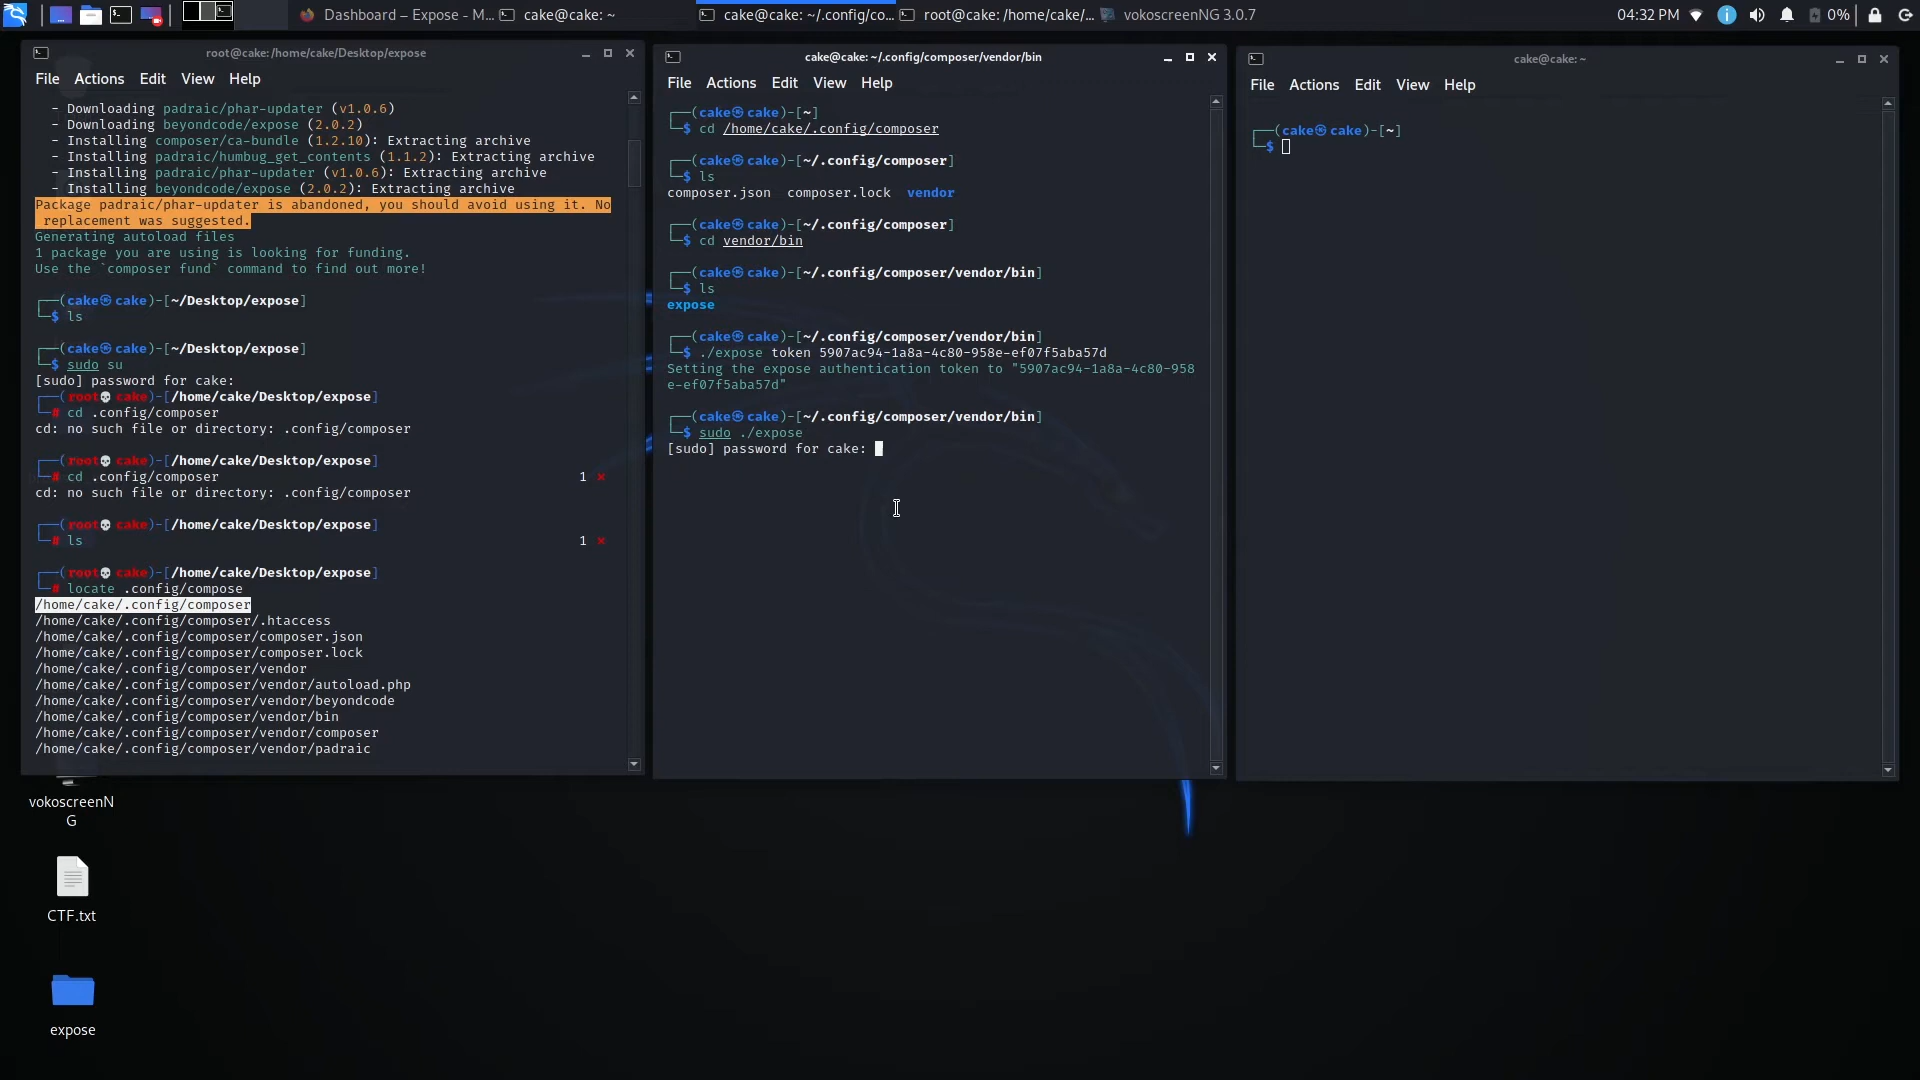 Dashboard – Expose - M...
cake@cake: ~
cake@cake: ~/.config/co...
root@cake: /home/cake/...
vokoscreenNG 3.0.7
04:32 PM
0%
root@cake: /home/cake/Desktop/expose
File Actions Edit View Help
- Downloading padraic/phar-updater (v1.0.6)
- Downloading beyondcode/expose (2.0.2)
- Installing composer/ca-bundle (1.2.10): Extracting archive
- Installing padraic/humbug_get_contents (1.1.2): Extracting archive
- Installing padraic/phar-updater (v1.0.6): Extracting archive
- Installing beyondcode/expose (2.0.2): Extracting archive
Package padraic/phar-updater is abandoned, you should avoid using it. No
replacement was suggested.
Generating autoload files
1 package you are using is looking for funding.
Use the `composer fund` command to find out more!
┌──(cake㉿cake)-[~/Desktop/expose]
└─$ ls
┌──(cake㉿cake)-[~/Desktop/expose]
└─$ sudo su
[sudo] password for cake:
┌──(root💀cake)-[/home/cake/Desktop/expose]
└─# cd .config/composer
cd: no such file or directory: .config/composer
┌──(root💀cake)-[/home/cake/Desktop/expose]
└─# cd .config/composer 1 ⨯
cd: no such file or directory: .config/composer
┌──(root💀cake)-[/home/cake/Desktop/expose]
└─# ls 1 ⨯
┌──(root💀cake)-[/home/cake/Desktop/expose]
└─# locate .config/compose
/home/cake/.config/composer
/home/cake/.config/composer/.htaccess
/home/cake/.config/composer/composer.json
/home/cake/.config/composer/composer.lock
/home/cake/.config/composer/vendor
/home/cake/.config/composer/vendor/autoload.php
/home/cake/.config/composer/vendor/beyondcode
/home/cake/.config/composer/vendor/bin
/home/cake/.config/composer/vendor/composer
/home/cake/.config/composer/vendor/padraic
cake@cake: ~/.config/composer/vendor/bin
File Actions Edit View Help
┌──(cake㉿cake)-[~]
└─$ cd /home/cake/.config/composer
┌──(cake㉿cake)-[~/.config/composer]
└─$ ls
composer.json composer.lock vendor
┌──(cake㉿cake)-[~/.config/composer]
└─$ cd vendor/bin
┌──(cake㉿cake)-[~/.config/composer/vendor/bin]
└─$ ls
expose
┌──(cake㉿cake)-[~/.config/composer/vendor/bin]
└─$ ./expose token 5907ac94-1a8a-4c80-958e-ef07f5aba57d
Setting the expose authentication token to "5907ac94-1a8a-4c80-958
e-ef07f5aba57d"
┌──(cake㉿cake)-[~/.config/composer/vendor/bin]
└─$ sudo ./expose
[sudo] password for cake:
cake@cake: ~
File Actions Edit View Help
┌──(cake㉿cake)-[~]
└─$
vokoscreenN
G
CTF.txt
expose